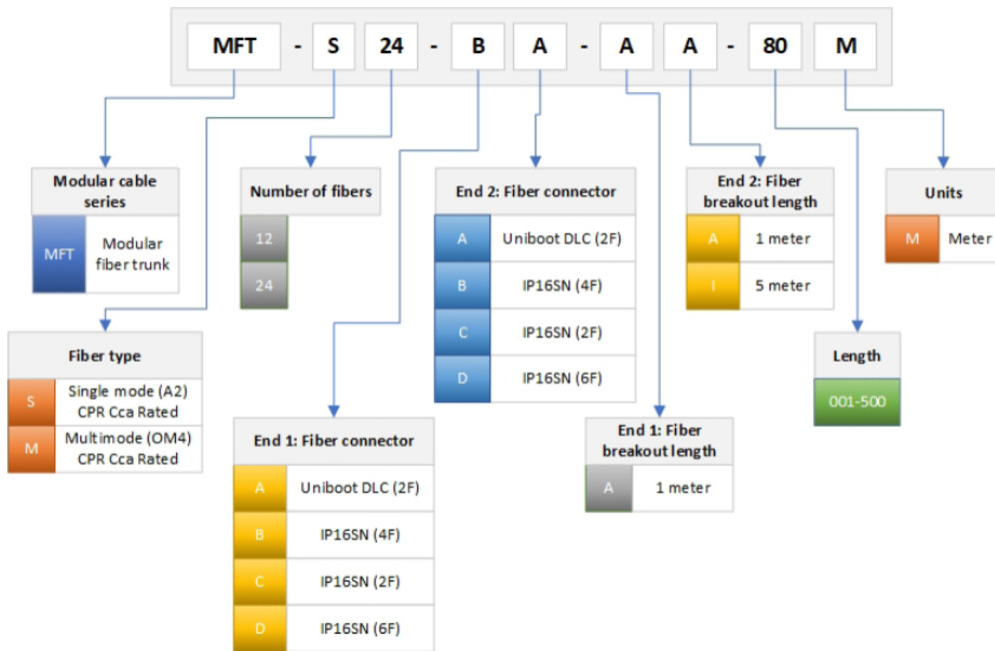 MFT - S 24 - B A - A A - 80 M
Modular cable
series
MFT
Modular
fiber trunk
Number of fibers
12
24
End 2: Fiber connector
A Uniboot DLC (2F)
B IP16SN (4F)
C IP16SN (2F)
D IP16SN (6F)
End 2: Fiber
breakout length
A 1 meter
I 5 meter
Units
M Meter
Fiber type
S
Single mode (A2)
CPR Cca Rated
M
Multimode (OM4)
CPR Cca Rated
End 1: Fiber connector
A Uniboot DLC (2F)
B IP16SN (4F)
C IP16SN (2F)
D IP16SN (6F)
End 1: Fiber
breakout length
A 1 meter
Length
001-500